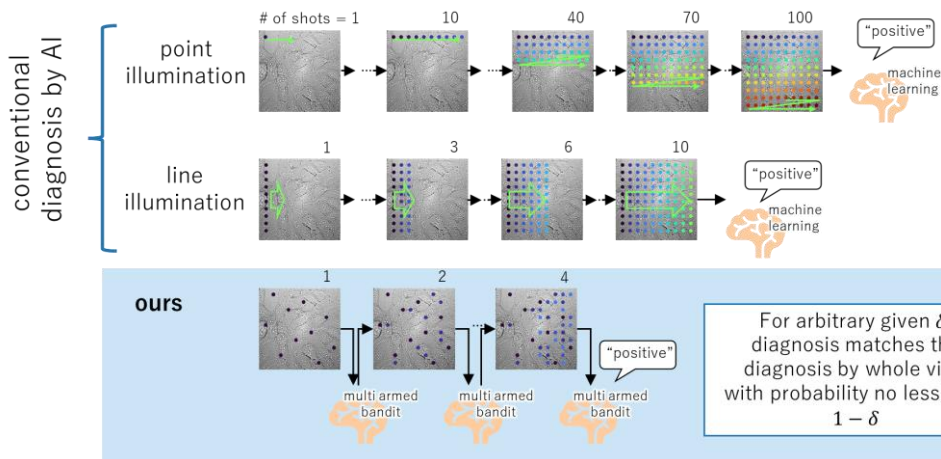 conventional
diagnosis by AI
# of shots = 1 10 40 70 100
point
illumination
"positive"
machine
learning
1 3 6 10
line
illumination
"positive"
machine
learning
ours
1 2 4
"positive"
multi armed
bandit
multi armed
bandit
multi armed
bandit
For arbitrary given
diagnosis matches
diagnosis by whole
with probability no less
1 − δ